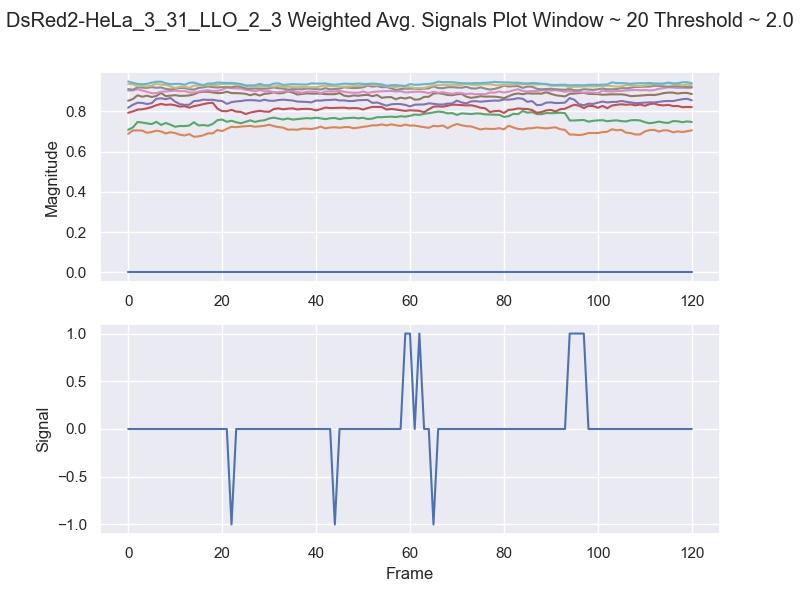 DsRed2-HeLa_3_31_LLO_2_3 Weighted Avg. Signals Plot Window ~ 20 Threshold ~ 2.0
Magnitude
0.8
0.6
0.4
0.2
0.0
0 20 40 60 80 100 120
Signal
1.0
0.5
0.0
−0.5
−1.0
0 20 40 60 80 100 120
Frame